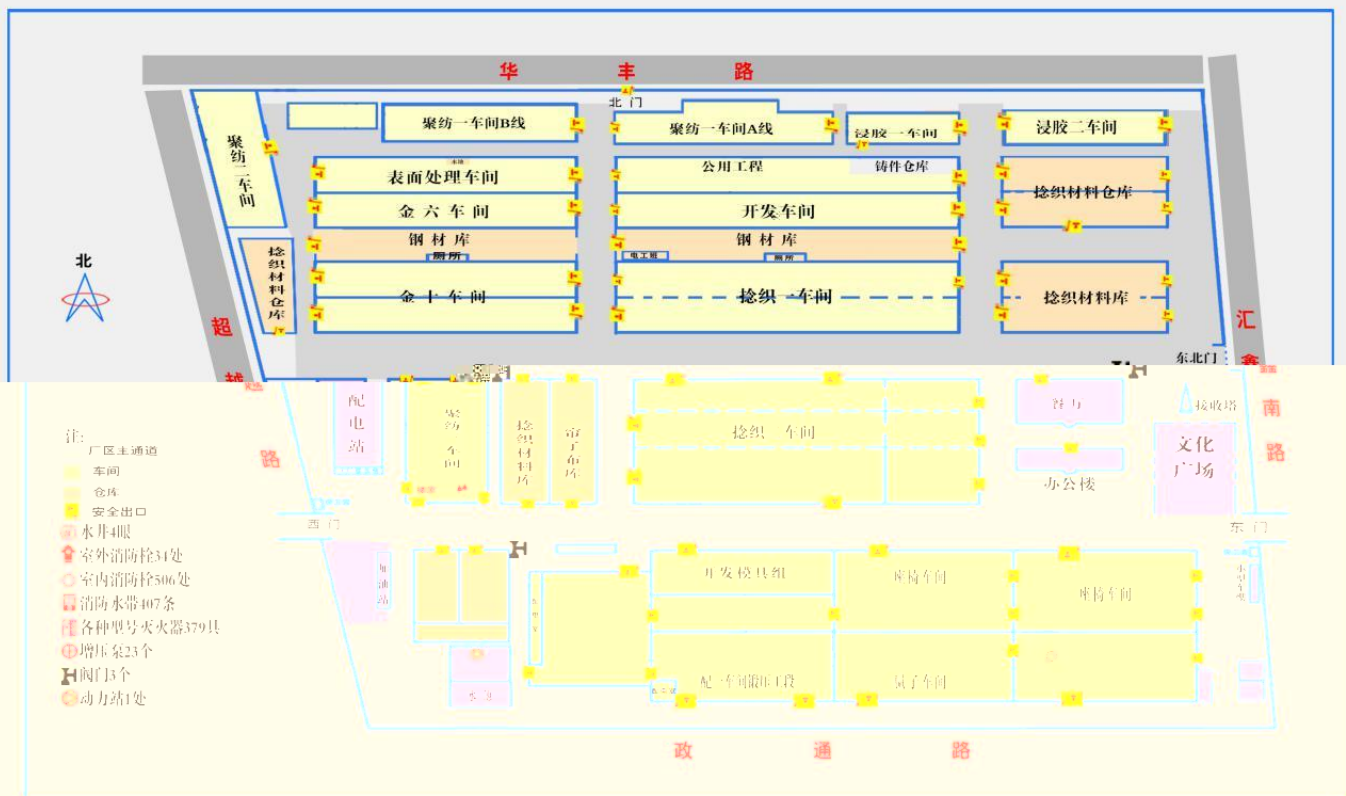 华丰路
北门
聚纺二车间
聚纺一车间B线
聚纺一车间A线
浸胶一车间
浸胶二车间
表面处理车间
公用工程
铸件仓库
捻织材料仓库
金六车间
开发车间
钢材库
钢材库
厕所
电工班
厕所
捻织材料仓库
金十车间
捻织一车间
捻织材料库
北
超越路
汇鑫南路
东北门
配电站
聚纺 车间
捻织材料库
帘子布库
捻织 车间
接收塔
文化广场
办公楼
西门
东门
注:
厂区主通道
车间
仓库
安全出口
水井4眼
室外消防栓34处
室内消防栓506处
消防水带407条
各种型号灭火器379具
增压泵23个
阀门3个
动力站1处
加油站
开发模具组
座椅车间
座椅车间
配一车间锻压工段
政通路